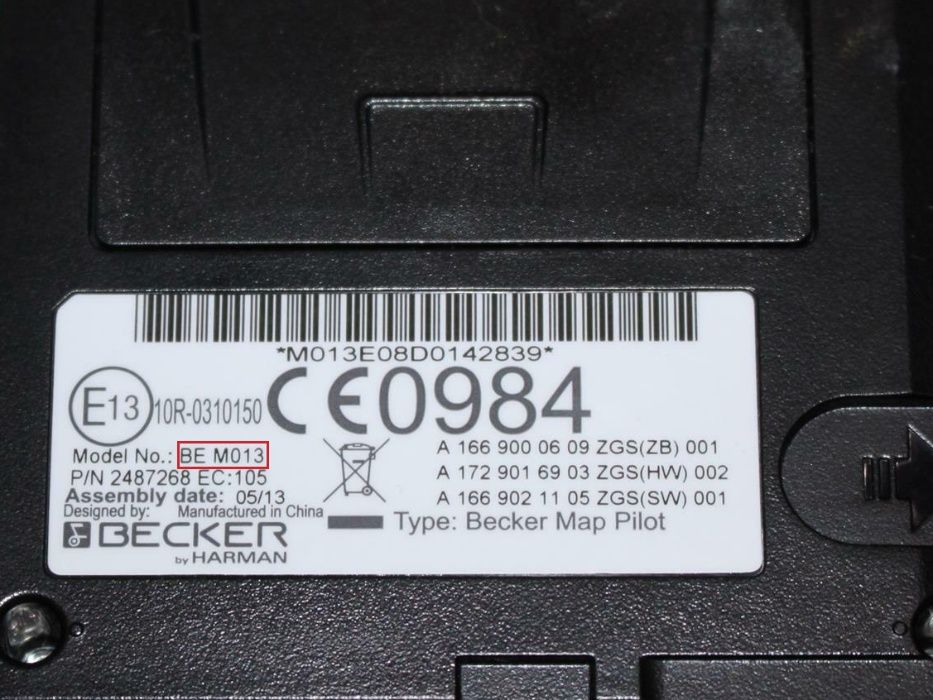 *M013E08D0142839*
E13 10R-0310150 CE0984
Model No.: BE M013
P/N 2487268 EC:105
Assembly date: 05/13
Designed by: Manufactured in China
BECKER
by HARMAN
A 166 900 06 09 ZGS(ZB) 001
A 172 901 69 03 ZGS(HW) 002
A 166 902 11 05 ZGS(SW) 001
Type: Becker Map Pilot